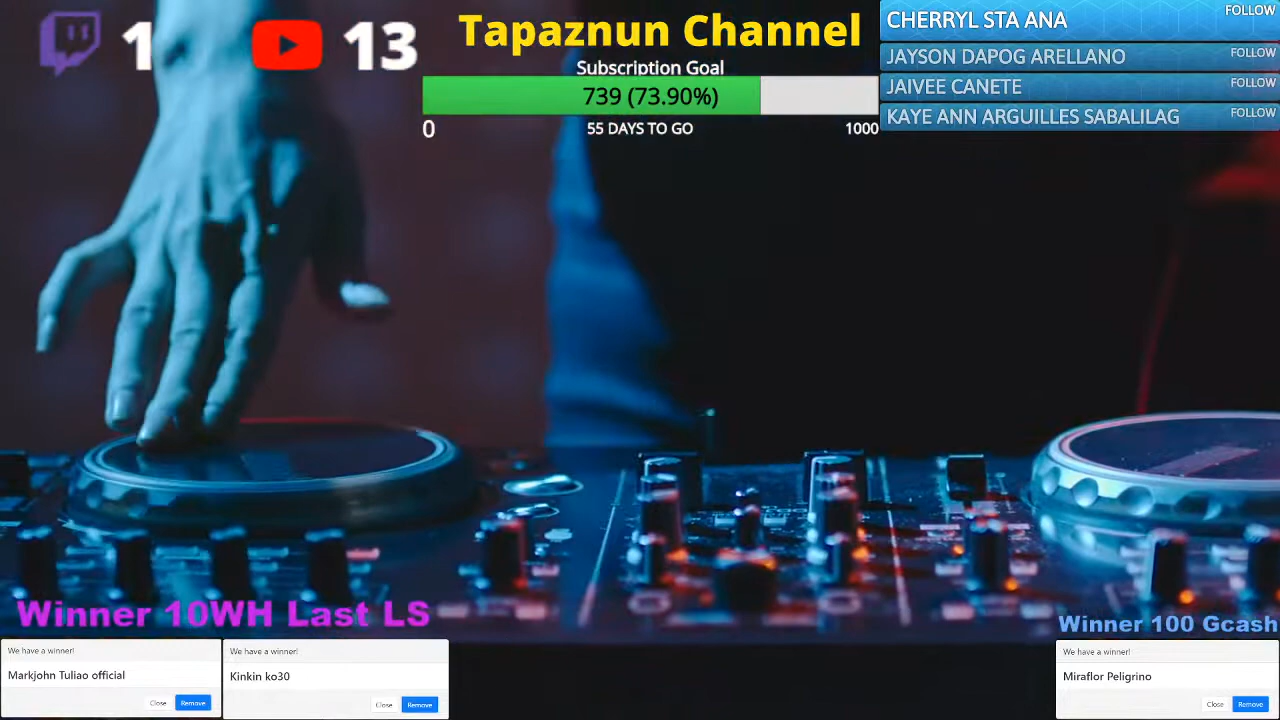 1
13
Tapaznun Channel
Subscription Goal
739 (73.90%)
0
55 DAYS TO GO
1000
CHERRYL STA ANA
FOLLOW
JAYSON DAPOG ARELLANO
FOLLOW
JAIVEE CANETE
FOLLOW
KAYE ANN ARGUILLES SABALILAG
FOLLOW
Winner 10WH Last LS
We have a winner!
Markjohn Tuliao official
Close
Remove
We have a winner!
Kinkin ko30
Close
Remove
Winner 100 Gcash
We have a winner!
Miraflor Peligrino
Close
Remove